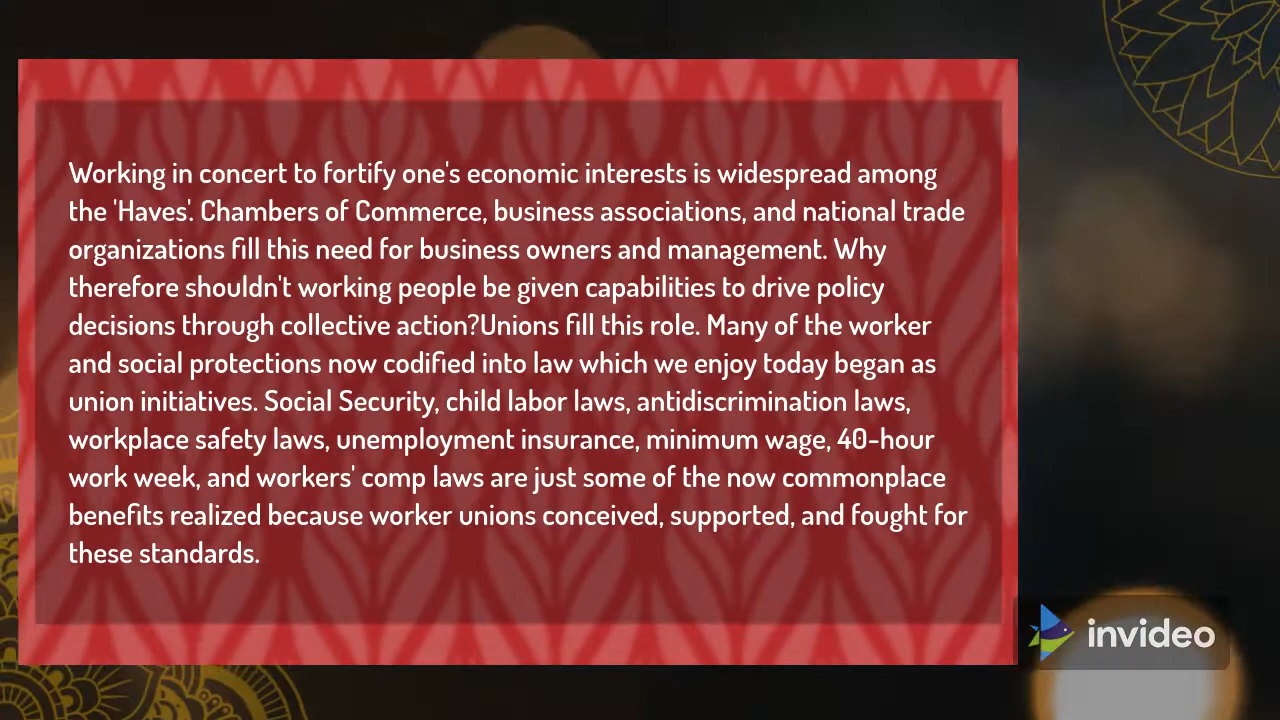 Working in concert to fortify one's economic interests is widespread among
the 'Haves'. Chambers of Commerce, business associations, and national trade
organizations fill this need for business owners and management. Why
therefore shouldn't working people be given capabilities to drive policy
decisions through collective action?Unions fill this role. Many of the worker
and social protections now codified into law which we enjoy today began as
union initiatives. Social Security, child labor laws, antidiscrimination laws,
workplace safety laws, unemployment insurance, minimum wage, 40-hour
work week, and workers' comp laws are just some of the now commonplace
benefits realized because worker unions conceived, supported, and fought for
these standards.
invideo